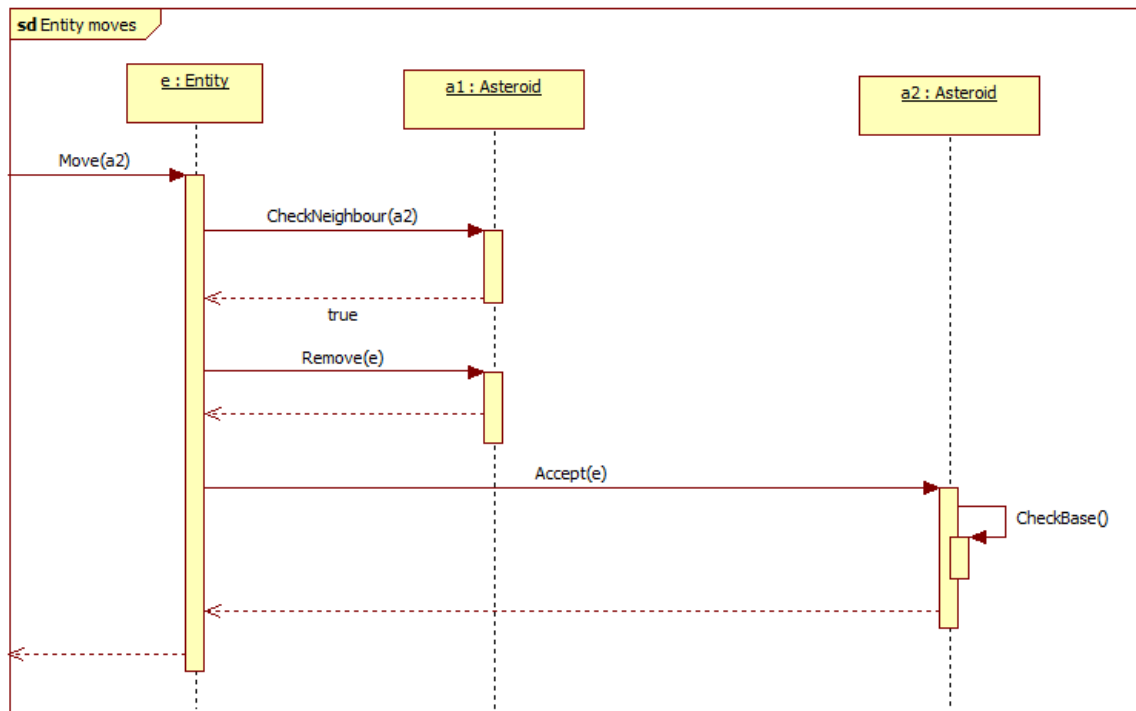 sd Entity moves
e : Entity
a1 : Asteroid
a2 : Asteroid
Move(a2)
CheckNeighbour(a2)
true
Remove(e)
Accept(e)
CheckBase()